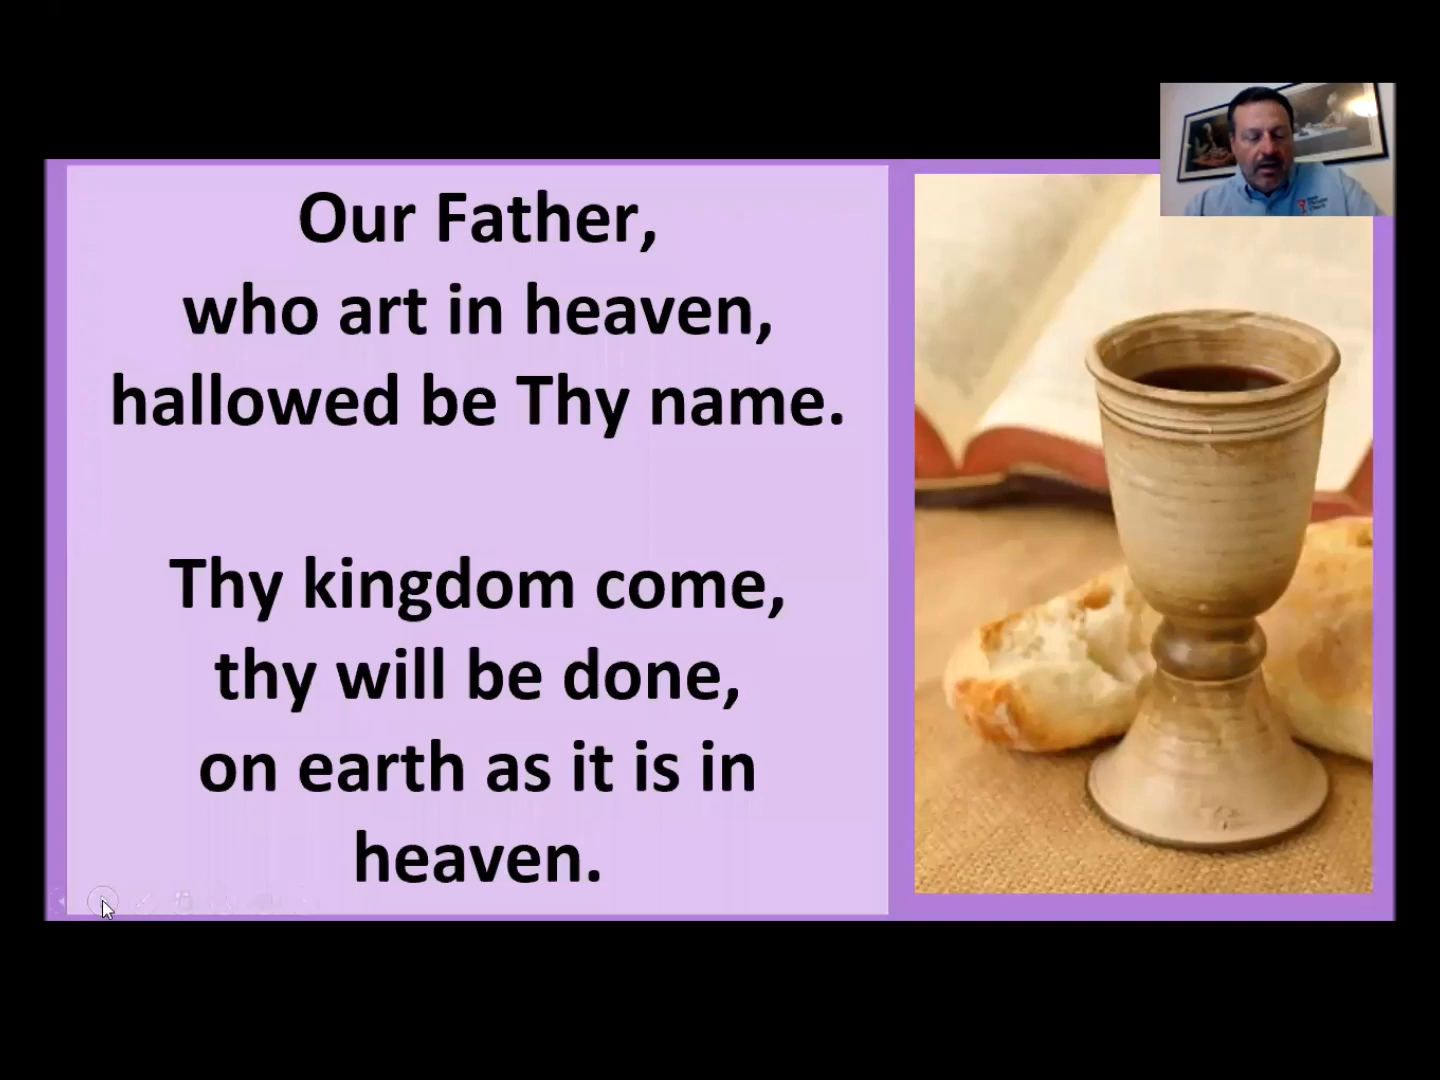 Our Father,
who art in heaven,
hallowed be Thy name.
Thy kingdom come,
thy will be done,
on earth as it is in
heaven.